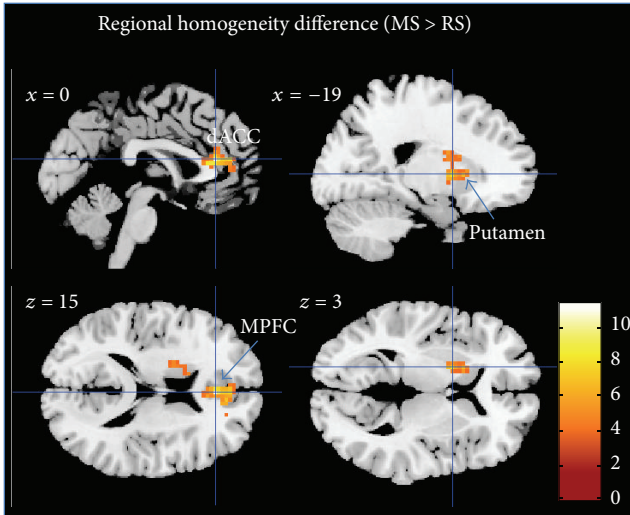 Regional homogeneity difference (MS > RS)
x = 0
x = −19
dACC
Putamen
z = 15
z = 3
MPFC
10
8
6
4
2
0